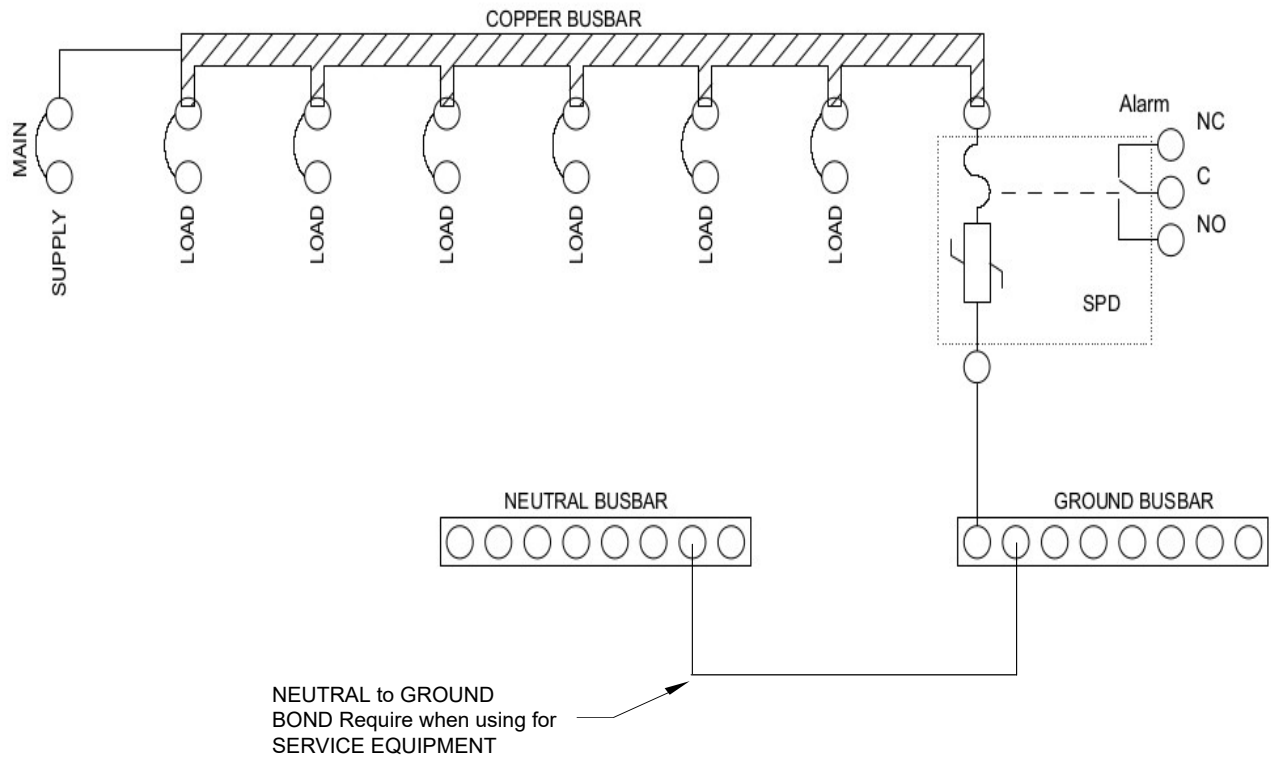 COPPER BUSBAR
MAIN
SUPPLY
LOAD
LOAD
LOAD
LOAD
LOAD
LOAD
Alarm
NC
C
NO
SPD
NEUTRAL BUSBAR
GROUND BUSBAR
NEUTRAL to GROUND
BOND Require when using for
SERVICE EQUIPMENT